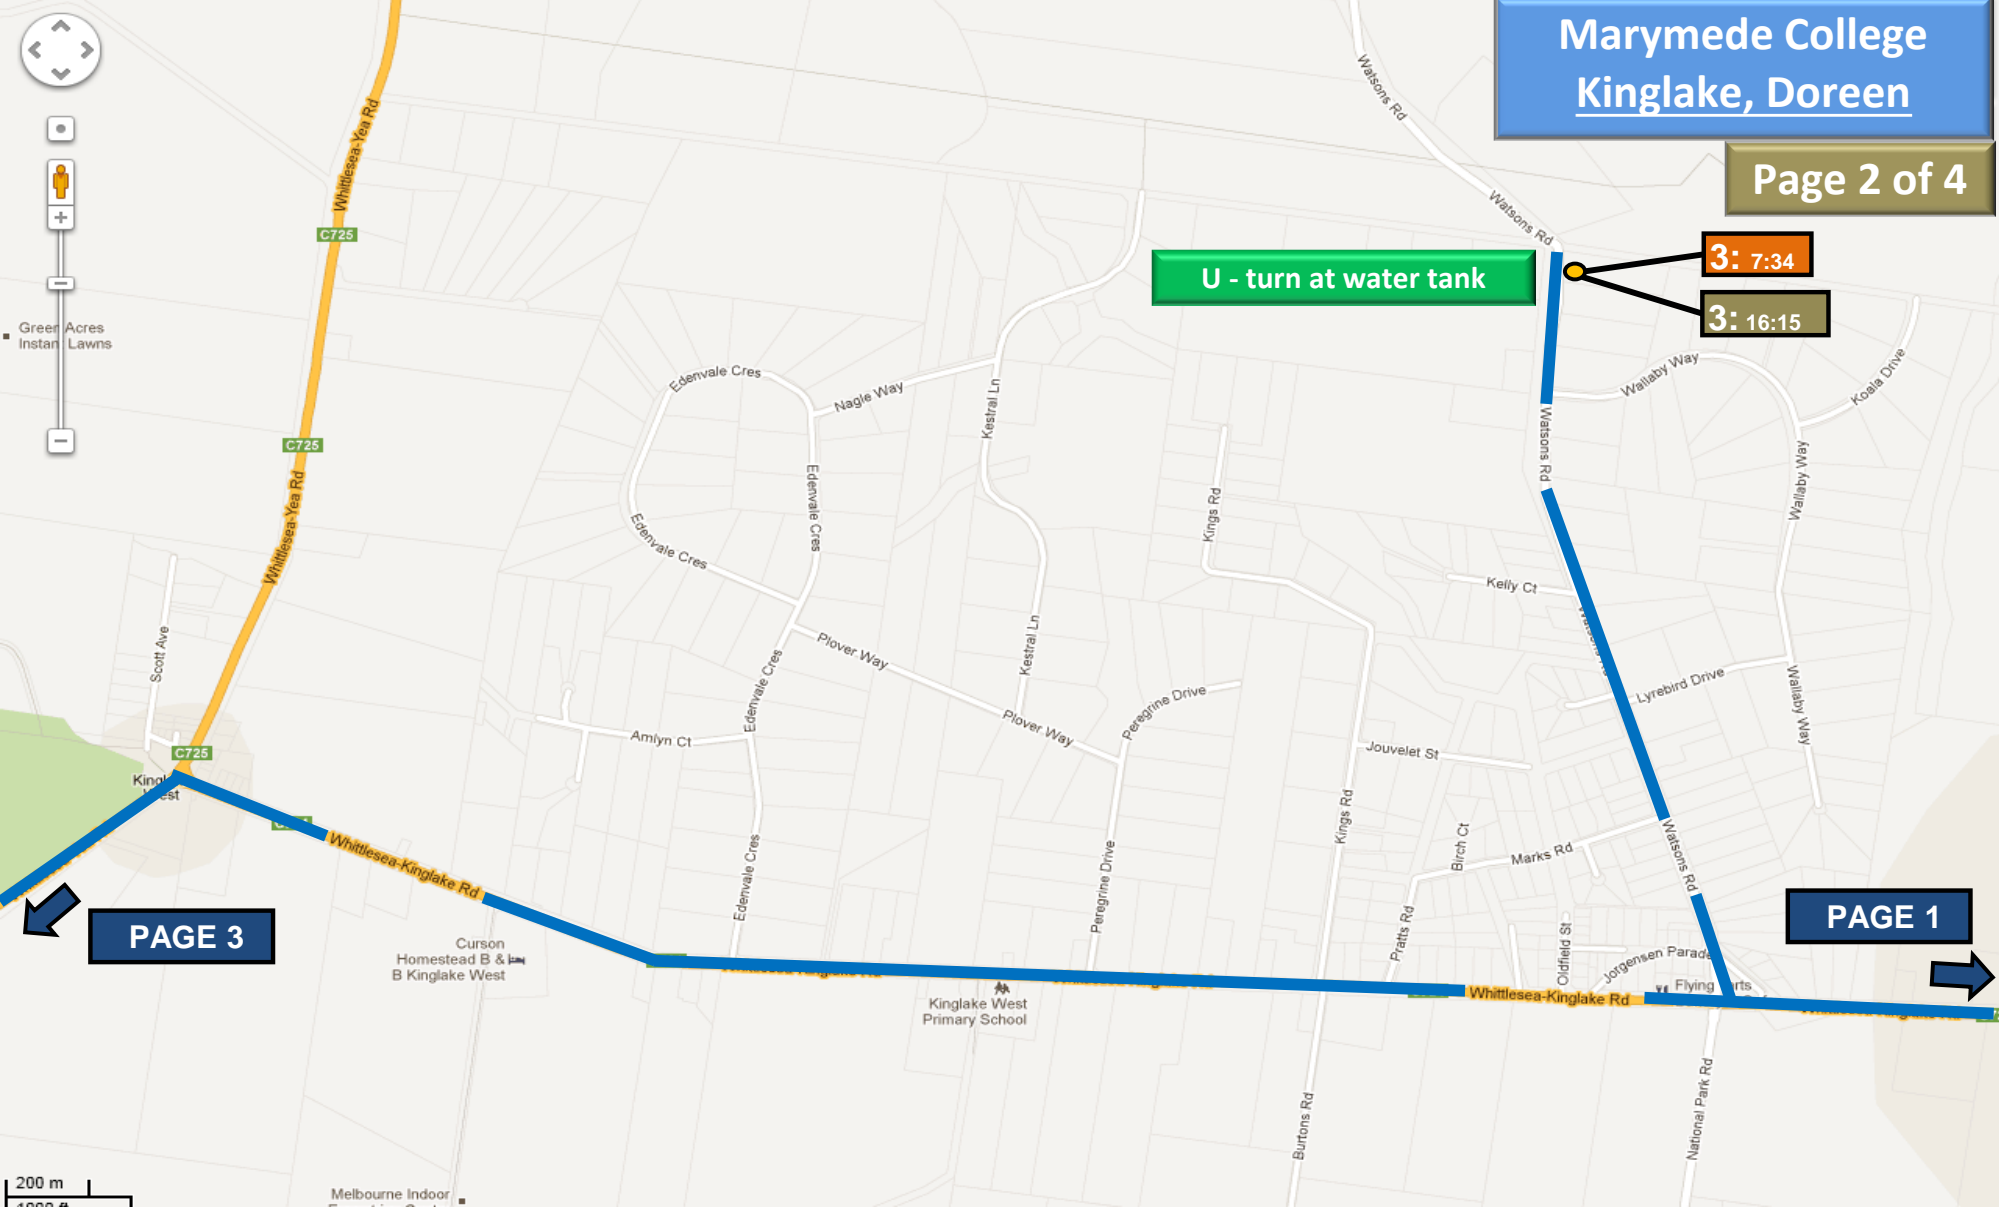 Marymede College
Kinglake, Doreen
Page 2 of 4
Watsons Rd
Whittlesea-Yea Rd
Watsons Rd
C725
3: 7:34
U - turn at water tank
3: 16:15
Green Acres
Instant Lawns
Wallaby Way
Koala Drive
Edenvale Cres
Nagle Way
Kestral Ln
Watsons Rd
C725
Whittlesea-Yea Rd
Edenvale Cres
Kings Rd
Wallaby Way
Edenvale Cres
Kelly Ct
Scott Ave
Plover Way
Kestral Ln
Watsons Rd
Edenvale Cres
Peregrine Drive
Lyrebird Drive
Wallaby Way
Amlyn Ct
Plover Way
Jouvelet St
C725
Kinglake
West
Kings Rd
Whittlesea-Kinglake Rd
Edenvale Cres
Peregrine Drive
Birch Ct
Marks Rd
Watsons Rd
PAGE 3
PAGE 1
Pratts Rd
Oldfield St
Jorgensen Parade
Curson
Homestead B &
B Kinglake West
Kinglake West
Primary School
Whittlesea-Kinglake Rd
Flying
Burtons Rd
National Park Rd
200 m
Melbourne Indoor